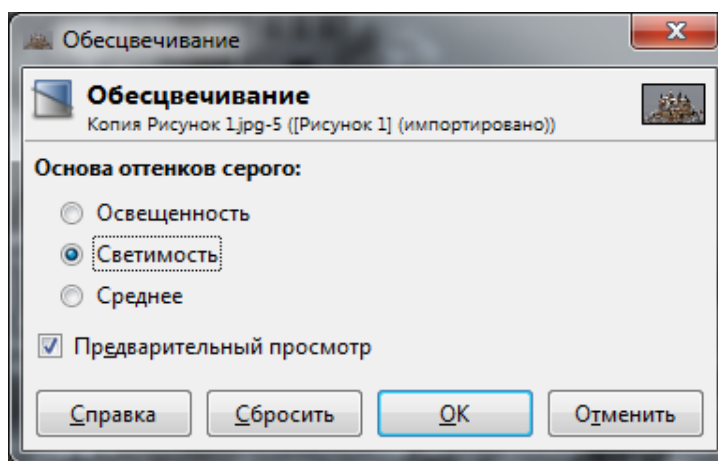 Обесцвечивание
Обесцвечивание
Копия Рисунок 1.jpg-5 ([Рисунок 1] (импортировано))
Основа оттенков серого:
Освещенность
Светимость
Среднее
Предварительный просмотр
Справка Сбросить OK Отменить